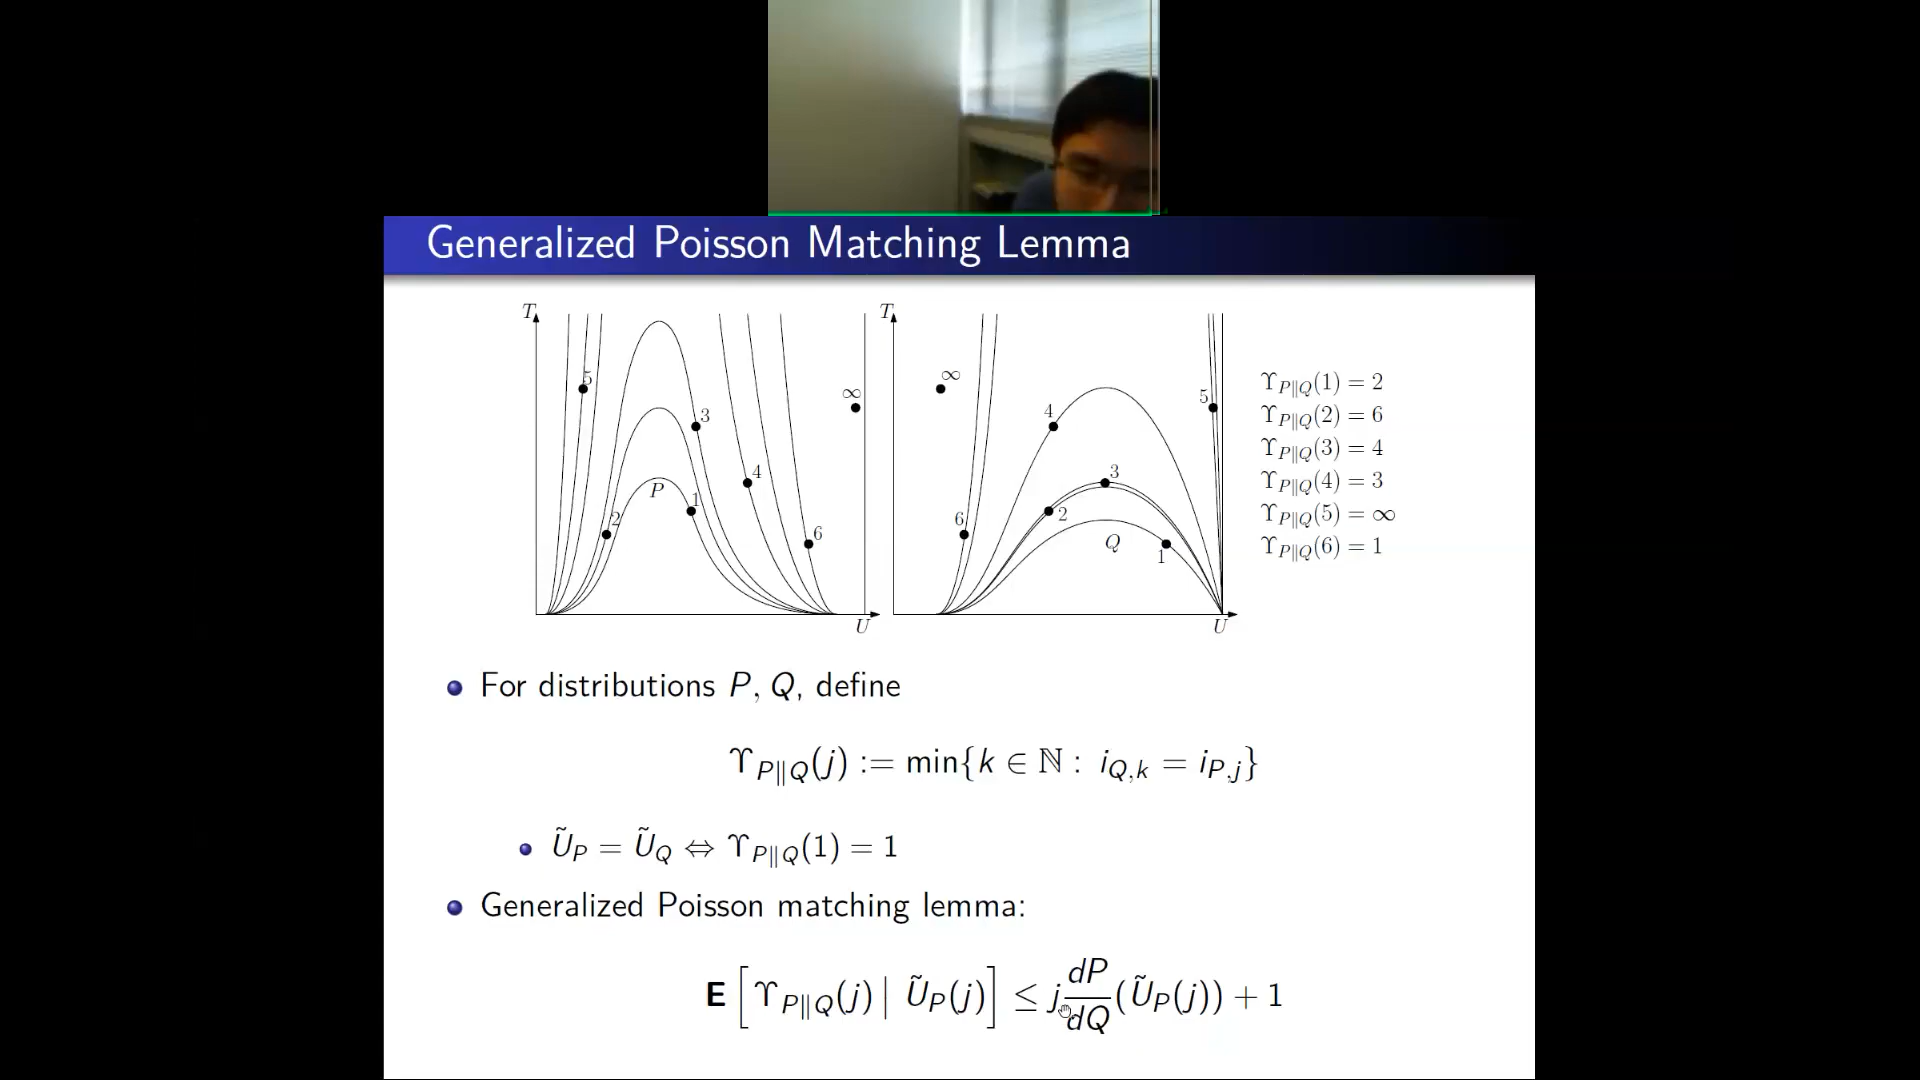 Generalized Poisson Matching Lemma
T
5
P
1
2
3
4
6
∞
U
T
∞
6
4
2
3
Q
1
5
U
ϒ_{P∥Q}(1) = 2
ϒ_{P∥Q}(2) = 6
ϒ_{P∥Q}(3) = 4
ϒ_{P∥Q}(4) = 3
ϒ_{P∥Q}(5) = ∞
ϒ_{P∥Q}(6) = 1
For distributions P, Q, define
ϒ_{P∥Q}(j) := min{k ∈ ℕ : i_{Q,k} = i_{P,j}}
Ũ_P = Ũ_Q ⇔ ϒ_{P∥Q}(1) = 1
Generalized Poisson matching lemma:
E[ϒ_{P∥Q}(j) | Ũ_P(j)] ≤ j dP/dQ (Ũ_P(j)) + 1